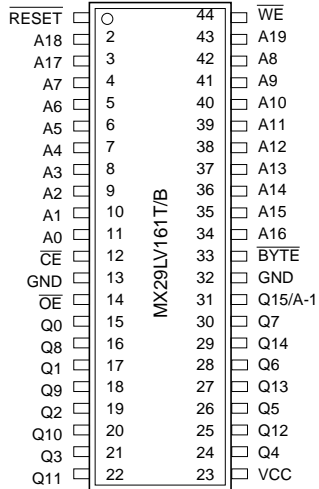 RESET 44 WE
A18 2 43 A19
A17 3 42 A8
A7 4 41 A9
A6 5 40 A10
A5 6 39 A11
A4 7 38 A12
A3 8 37 A13
A2 9 36 A14
A1 10 35 A15
A0 11 34 A16
CE 12 33 BYTE
GND 13 32 GND
OE 14 31 Q15/A-1
Q0 15 30 Q7
Q8 16 29 Q14
Q1 17 28 Q6
Q9 18 27 Q13
Q2 19 26 Q5
Q10 20 25 Q12
Q3 21 24 Q4
Q11 22 23 VCC
MX29LV161T/B